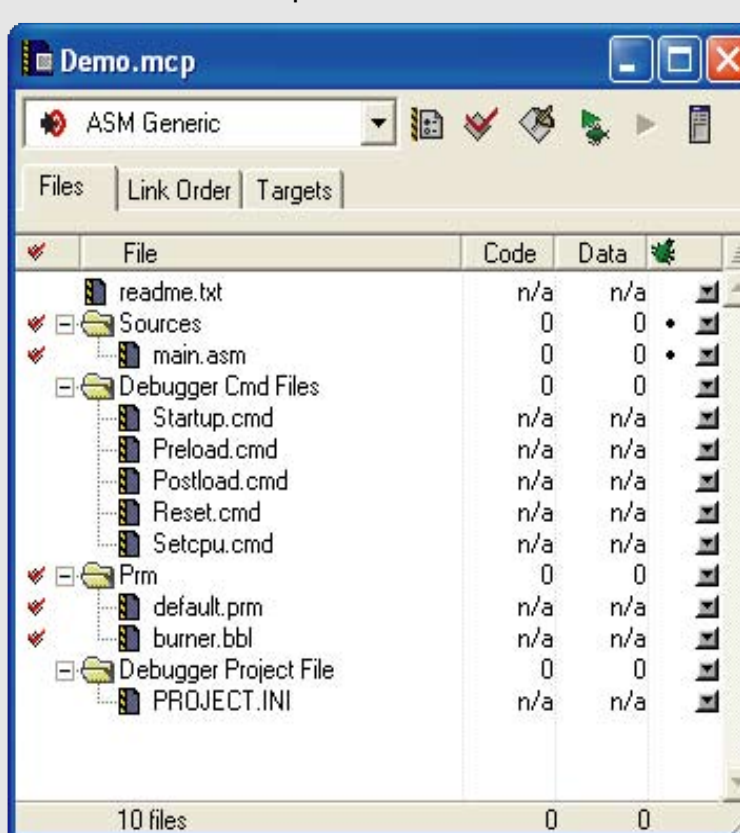 Demo.mcp
ASM Generic
Files Link Order Targets
File Code Data
readme.txt n/a n/a
Sources 0 0
main.asm 0 0
Debugger Cmd Files 0 0
Startup.cmd n/a n/a
Preload.cmd n/a n/a
Postload.cmd n/a n/a
Reset.cmd n/a n/a
Setcpu.cmd n/a n/a
Prm 0 0
default.prm n/a n/a
burner.bbl n/a n/a
Debugger Project File 0 0
PROJECT.INI n/a n/a
10 files 0 0